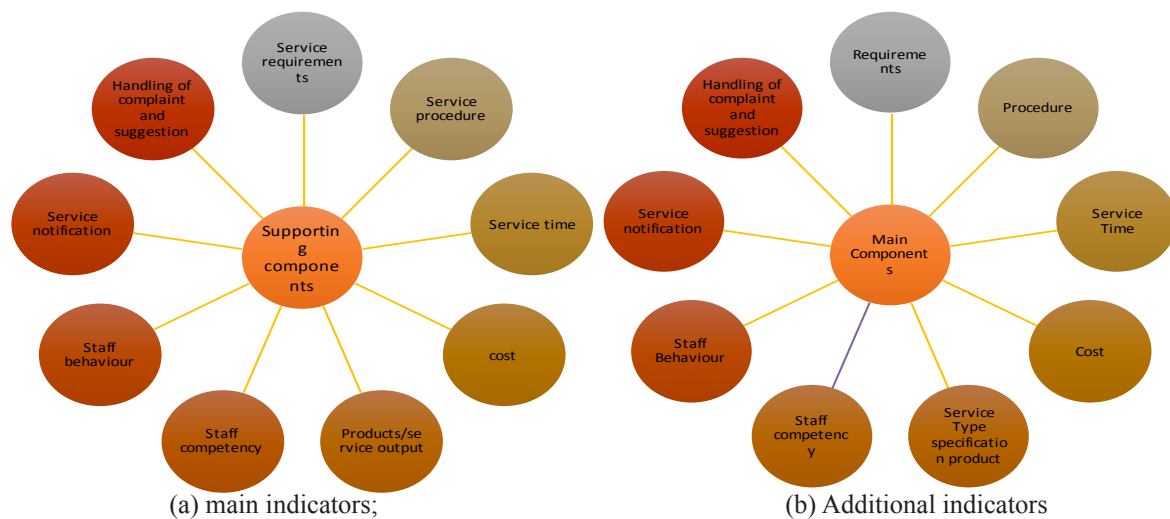 Service
requireme
nts
Handling of
complaint and
suggestion
Service
procedure
Service
notification
Service time
Supportin
g
compone
nts
Staff
behaviour
cost
Staff
competency
Products/se
rvice output
(a) main indicators;
Requireme
nts
Handling of
complaint and
suggestion
Procedure
Service
notification
Service
Time
Main
Component
s
Staff
Behaviour
Cost
Staff
competenc
y
Service
Type
specificatio
n product
(b) Additional indicators